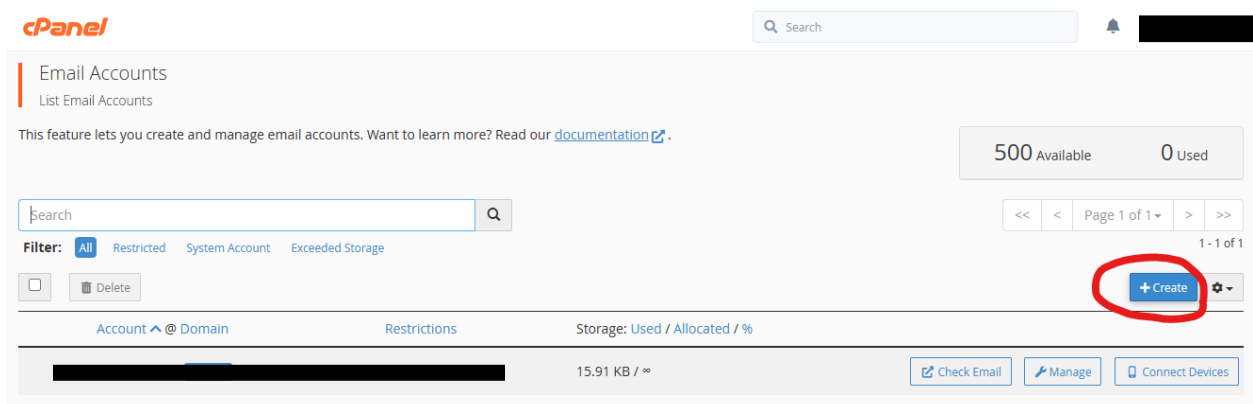 cPanel
Search
Email Accounts
List Email Accounts
This feature lets you create and manage email accounts. Want to learn more? Read our documentation.
500 Available 0 Used
Search
<< < Page 1 of 1 > >>
Filter: All Restricted System Account Exceeded Storage
1 - 1 of 1
Delete
+ Create
Account @ Domain Restrictions Storage: Used / Allocated / %
15.91 KB / ∞ Check Email Manage Connect Devices